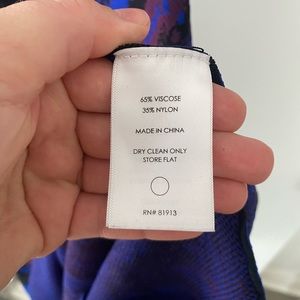 65% VISCOSE
35% NYLON
MADE IN CHINA
DRY CLEAN ONLY
STORE FLAT
RN# 81913